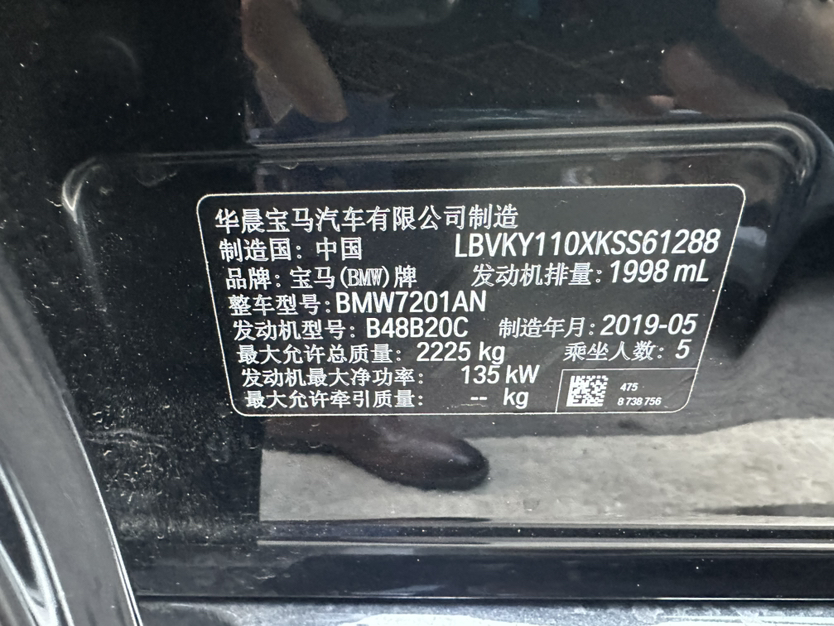 华晨宝马汽车有限公司制造
制造国：中国 LBVKY110XKSS61288
品牌：宝马(BMW)牌 发动机排量：1998 mL
整车型号：BMW7201AN
发动机型号：B48B20C 制造年月：2019-05
最大允许总质量：2225 kg 乘坐人数：5
发动机最大净功率： 135 kW
最大允许牵引质量： -- kg
475
8 738 756